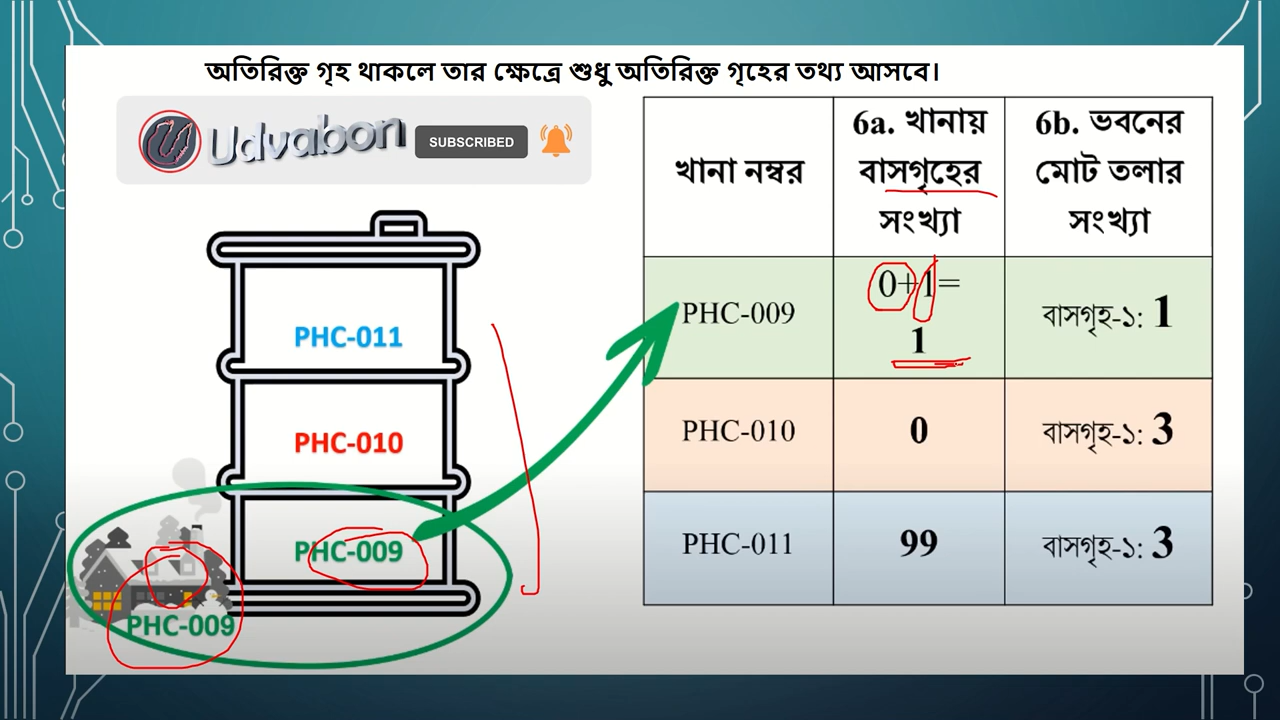 অতিরিক্ত গৃহ থাকলে তার ক্ষেত্রে শুধু অতিরিক্ত গৃহের তথ্য আসবে।
Udvabon
SUBSCRIBED
PHC-011
PHC-010
PHC-009
PHC-009
খানা নম্বর
6a. খানায়
বাসগৃহের
সংখ্যা
6b. ভবনের
মোট তলার
সংখ্যা
PHC-009
0+1=
1
বাসগৃহ-১: 1
PHC-010
0
বাসগৃহ-১: 3
PHC-011
99
বাসগৃহ-১: 3